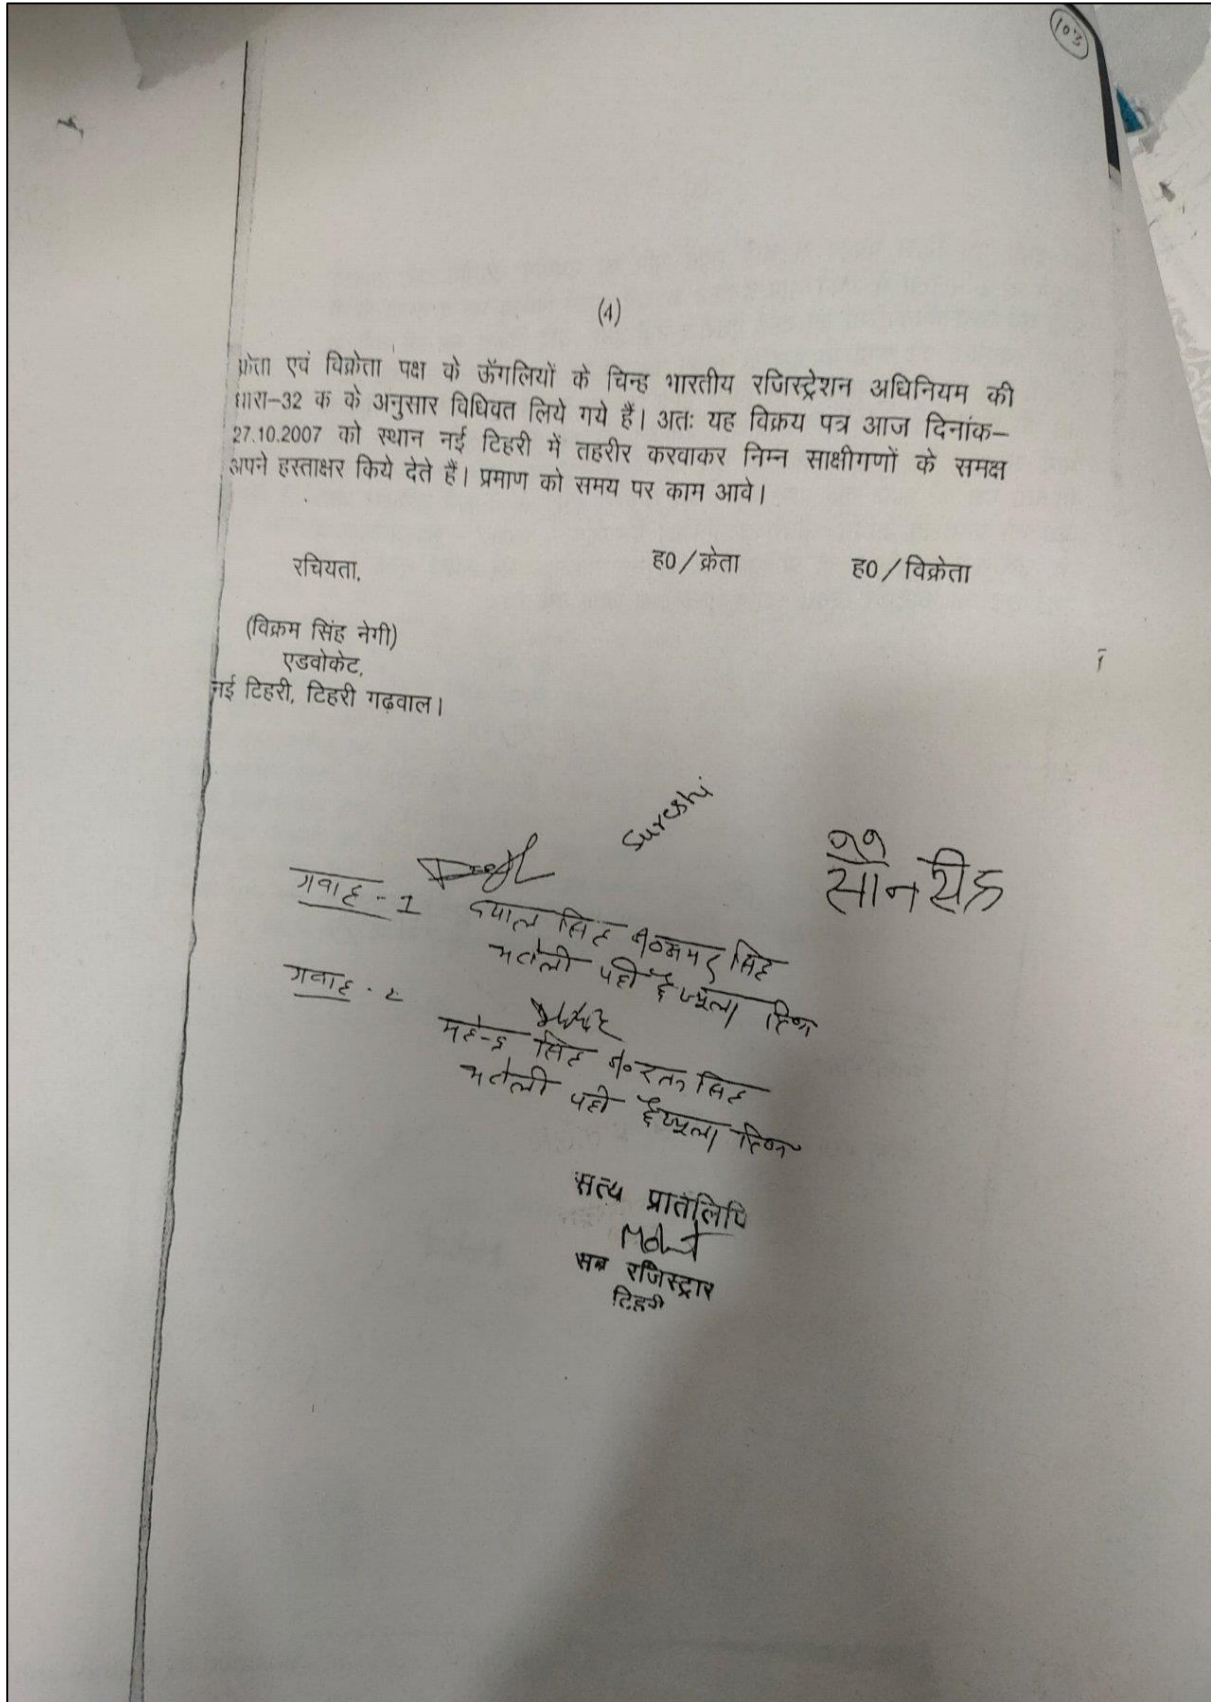 103
(4)
क्रेता एवं विक्रेता पक्ष के ऊँगलियों के चिन्ह भारतीय रजिस्ट्रेशन अधिनियम की
धारा-32 क के अनुसार विधिवत लिये गये हैं। अतः यह विक्रय पत्र आज दिनांक-
27.10.2007 को स्थान नई टिहरी में तहरीर करवाकर निम्न साक्षीगणों के समक्ष
अपने हस्ताक्षर किये देते हैं। प्रमाण को समय पर काम आवे।
रचियता, ह0/क्रेता ह0/विक्रेता
(विक्रम सिंह नेगी)
एडवोकेट,
नई टिहरी, टिहरी गढ़वाल।
गवाह - 1
सिंह सिंह
गवाह - 2
महेन्द्र सिंह सिंह
सत्य प्रतिलिपि
सब रजिस्ट्रार
टिहरी